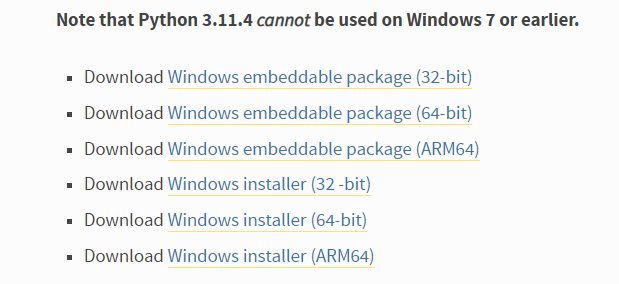 Note that Python 3.11.4 cannot be used on Windows 7 or earlier.
Download Windows embeddable package (32-bit)
Download Windows embeddable package (64-bit)
Download Windows embeddable package (ARM64)
Download Windows installer (32 -bit)
Download Windows installer (64-bit)
Download Windows installer (ARM64)